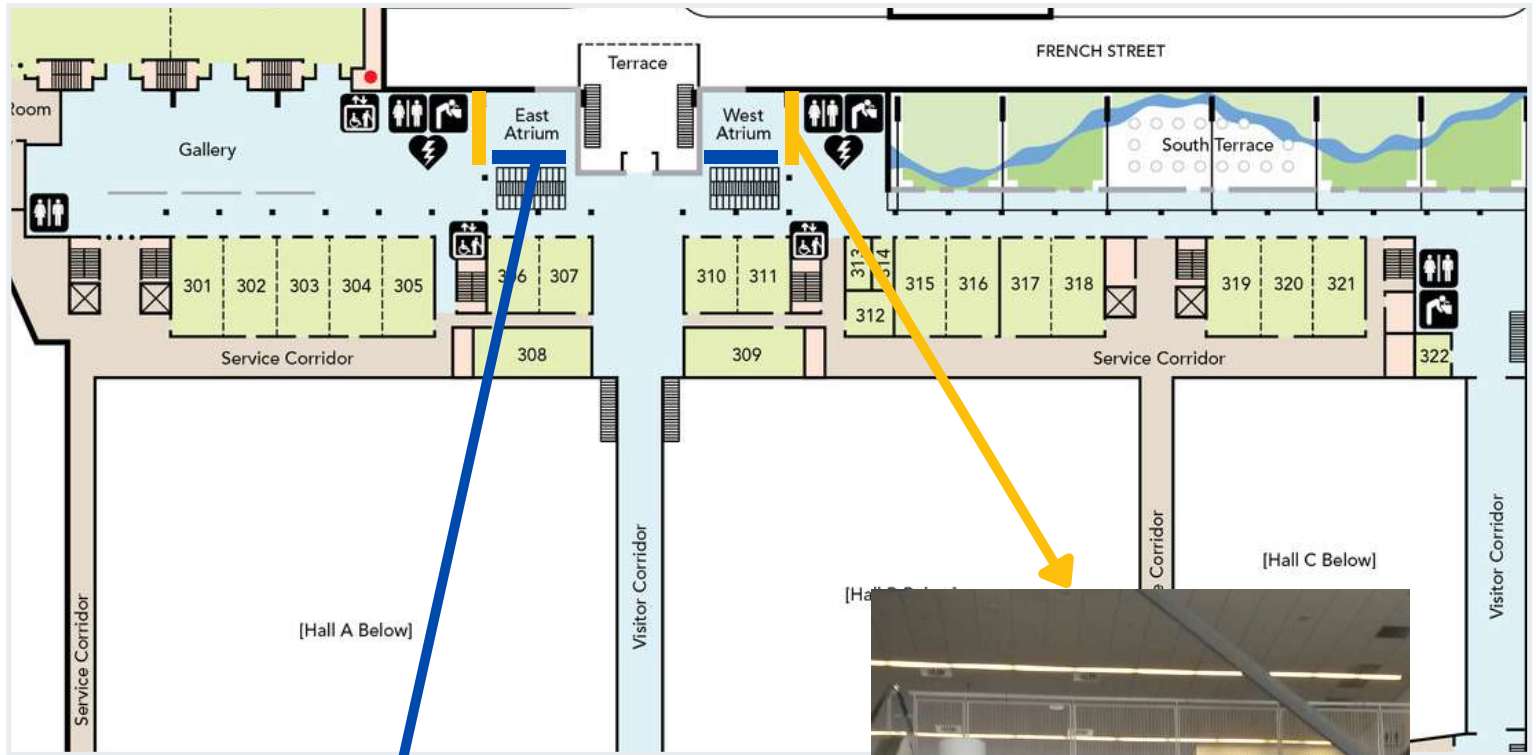 FRENCH STREET
Terrace
Room
East
Atrium
West
Atrium
Gallery
South Terrace
301
302
303
304
305
307
310
311
313
315
316
317
318
319
320
321
312
308
309
322
Service Corridor
Service Corridor
[Hall A Below]
[Hall C Below]
Visitor Corridor
Visitor Corridor
Service Corridor
Corridor